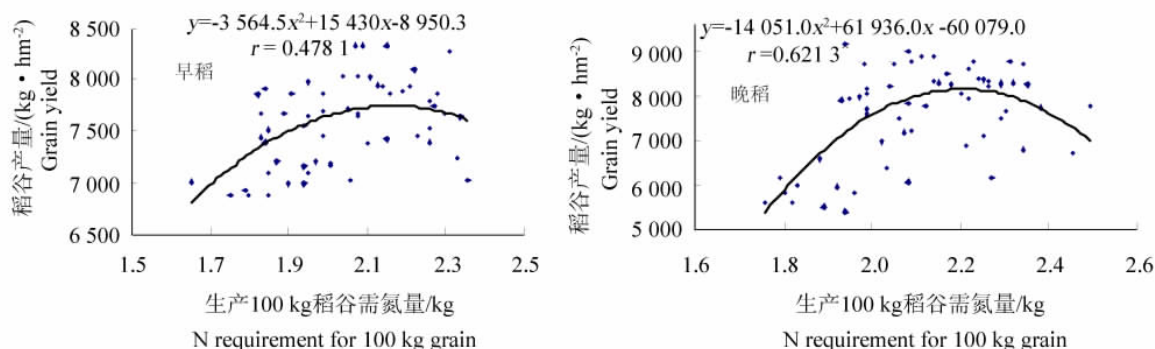 y=-3 564.5x²+15 430x-8 950.3
r = 0.478 1
早稻
稻谷产量/(kg•hm⁻²)
Grain yield
8 500
8 000
7 500
7 000
6 500
1.5 1.7 1.9 2.1 2.3 2.5
生产100 kg稻谷需氮量/kg
N requirement for 100 kg grain
y=-14 051.0x²+61 936.0x -60 079.0
r =0.621 3*
晚稻
稻谷产量/(kg•hm⁻²)
Grain yield
9 000
8 000
7 000
6 000
5 000
1.6 1.8 2.0 2.2 2.4 2.6
生产100 kg稻谷需氮量/kg
N requirement for 100 kg grain